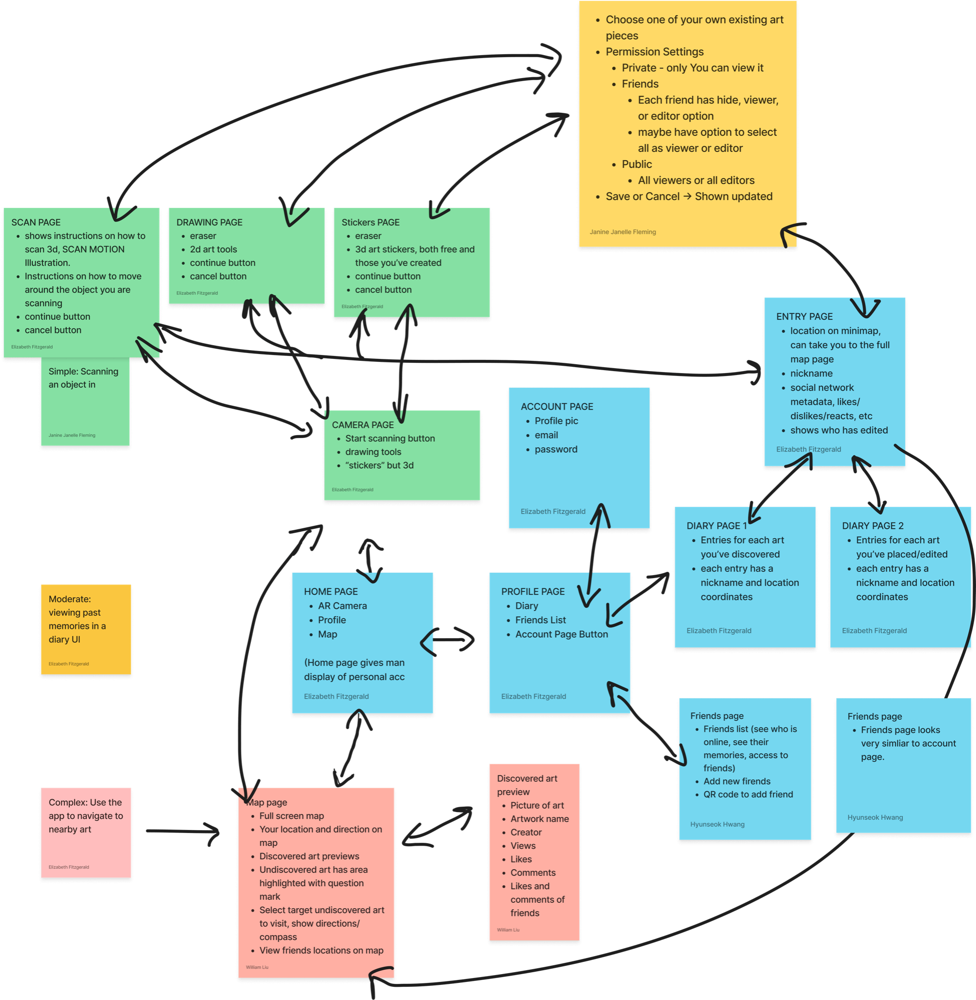 • Choose one of your own existing art
pieces
• Permission Settings
• Private - only You can view it
• Friends
• Each friend has hide, viewer,
or editor option
• maybe have option to select
all as viewer or editor
• Public
• All viewers or all editors
• Save or Cancel → Shown updated
Janine Janelle Fleming
SCAN PAGE
• shows instructions on how to
scan 3d, SCAN MOTION
Illustration.
• Instructions on how to move
around the object you are
scanning
• continue button
• cancel button
Elizabeth Fitzgerald
DRAWING PAGE
• eraser
• 2d art tools
• continue button
• cancel button
Elizabeth Fitzgerald
Stickers PAGE
• eraser
• 3d art stickers, both free and
those you've created
• continue button
• cancel button
Elizabeth Fitzgerald
Simple: Scanning
an object in
Janine Janelle Fleming
CAMERA PAGE
• Start scanning button
• drawing tools
• “stickers” but 3d
Elizabeth Fitzgerald
ACCOUNT PAGE
• Profile pic
• email
• password
Elizabeth Fitzgerald
ENTRY PAGE
• location on minimap,
can take you to the full
map page
• nickname
• social network
metadata, likes/
dislikes/reacts, etc
• shows who has edited
Elizabeth Fitzgerald
DIARY PAGE 1
• Entries for each art
you've discovered
• each entry has a
nickname and location
coordinates
Elizabeth Fitzgerald
DIARY PAGE 2
• Entries for each art
you've placed/edited
• each entry has a
nickname and location
coordinates
Elizabeth Fitzgerald
Moderate:
viewing past
memories in a
diary UI
Elizabeth Fitzgerald
HOME PAGE
• AR Camera
• Profile
• Map
(Home page gives man
display of personal acc
Elizabeth Fitzgerald
PROFILE PAGE
• Diary
• Friends List
• Account Page Button
Elizabeth Fitzgerald
Friends page
• Friends list (see who is
online, see their
memories, access to
friends)
• Add new firends
• QR code to add friend
Hyunseok Hwang
Friends page
• Friends page looks
very simliar to account
page.
Hyunseok Hwang
Complex: Use the
app to navigate to
nearby art
Elizabeth Fitzgerald
Map page
• Full screen map
• Your location and direction on
map
• Discovered art previews
• Undiscovered art has area
highlighted with question
mark
• Select target undiscovered art
to visit, show directions/
compass
• View friends locations on map
William Liu
Discovered art
preview
• Picture of art
• Artwork name
• Creator
• Views
• Likes
• Comments
• Likes and
comments of
friends
William Liu